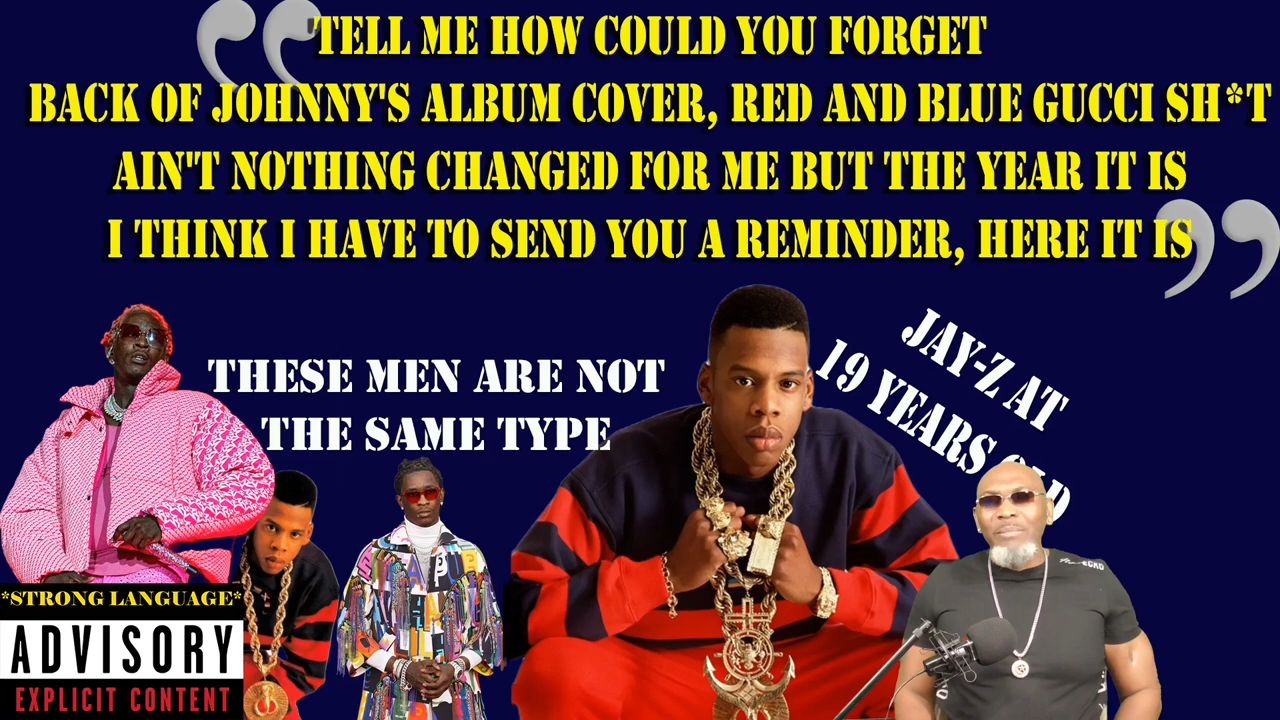 “TELL ME HOW COULD YOU FORGET
BACK OF JOHNNY'S ALBUM COVER, RED AND BLUE GUCCI SH*T
AIN'T NOTHING CHANGED FOR ME BUT THE YEAR IT IS
I THINK I HAVE TO SEND YOU A REMINDER, HERE IT IS”
THESE MEN ARE NOT
THE SAME TYPE
JAY-Z AT
19 YEARS OLD
*STRONG LANGUAGE*
ADVISORY
EXPLICIT CONTENT